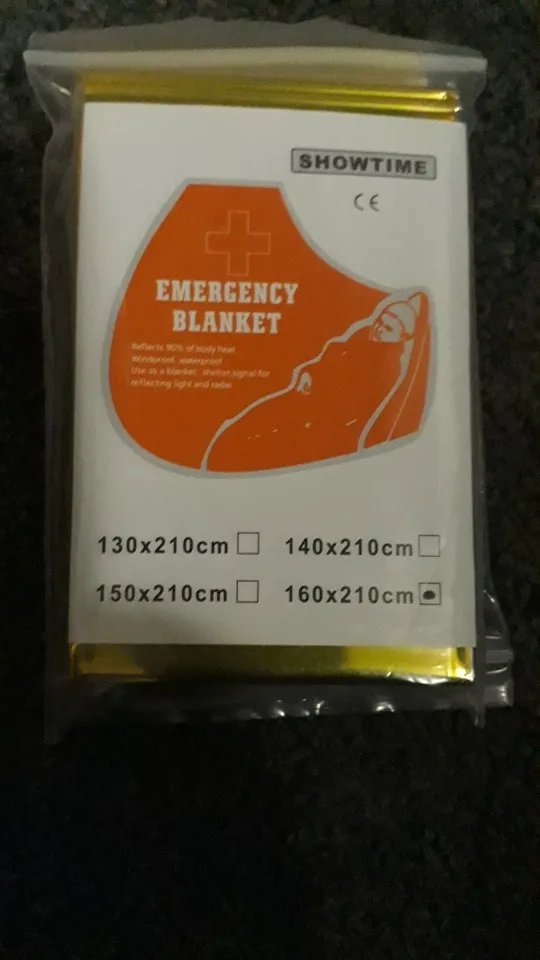 SHOWTIME
CE
EMERGENCY
BLANKET
Reflects 90% of body heat
Windproof, waterproof
Use as a blanket, shelter,signal for
reflecting light and radar
130x210cm 140x210cm
150x210cm 160x210cm